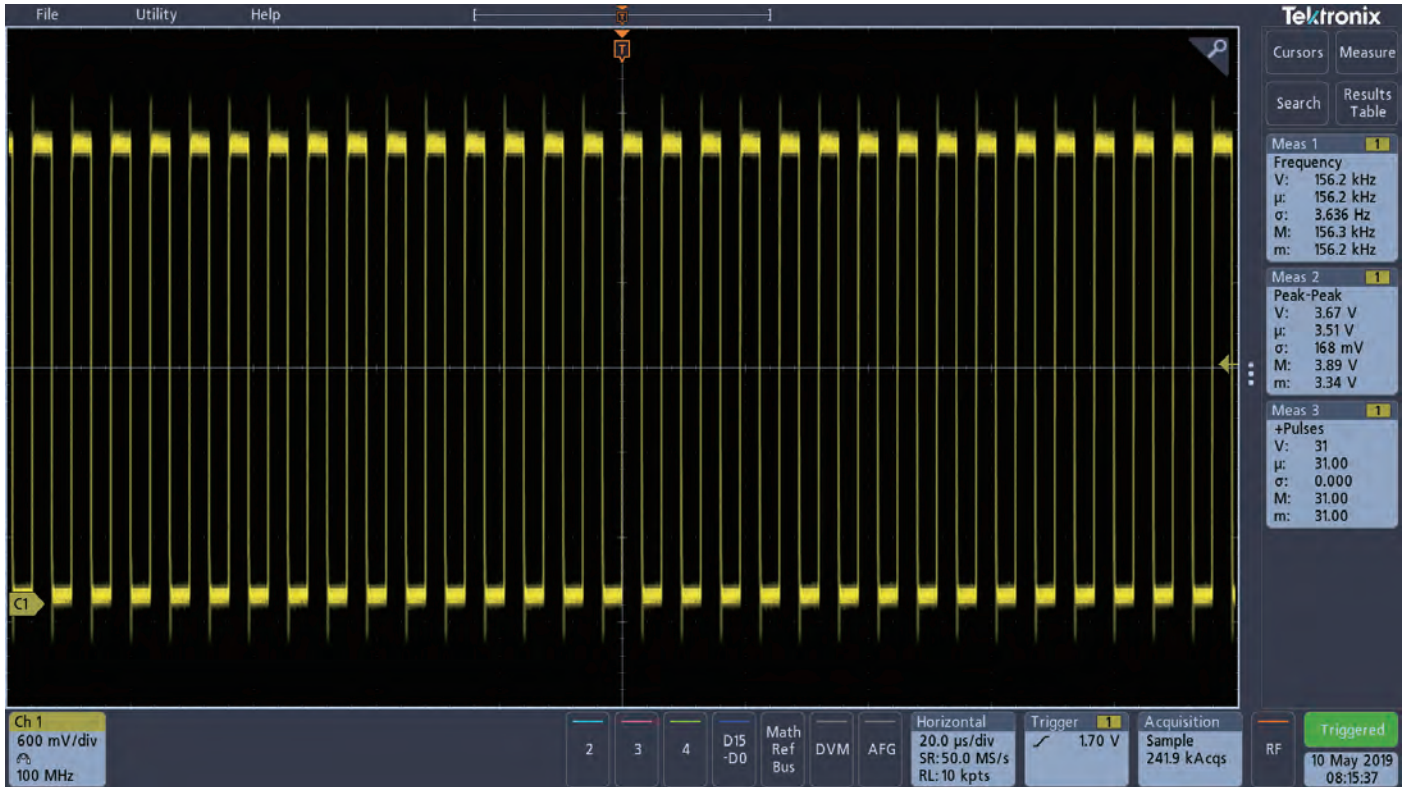 File Utility Help
Tektronix
T
T
Cursors Measure
Search Results Table
Meas 1 1
Frequency
V: 156.2 kHz
μ: 156.2 kHz
σ: 3.636 Hz
M: 156.3 kHz
m: 156.2 kHz
Meas 2 1
Peak-Peak
V: 3.67 V
μ: 3.51 V
σ: 168 mV
M: 3.89 V
m: 3.34 V
Meas 3 1
+Pulses
V: 31
μ: 31.00
σ: 0.000
M: 31.00
m: 31.00
C1
Ch 1
600 mV/div
100 MHz
2
3
4
D15
-D0
Math
Ref
Bus
DVM
AFG
Horizontal
20.0 μs/div
SR: 50.0 MS/s
RL: 10 kpts
Trigger 1
1.70 V
Acquisition
Sample
241.9 kAcqs
RF
Triggered
10 May 2019
08:15:37